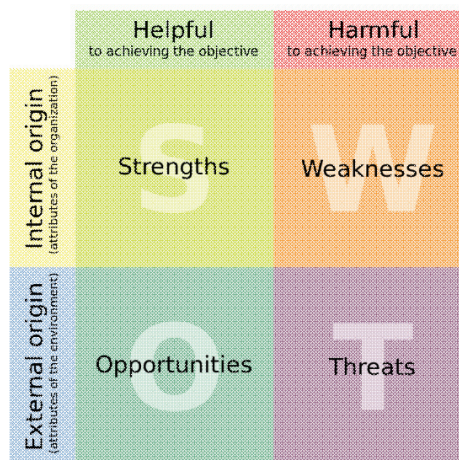 Helpful
to achieving the objective
Harmful
to achieving the objective
Internal origin
(attributes of the organization)
S
Strengths
W
Weaknesses
External origin
(attributes of the environment)
O
Opportunities
T
Threats